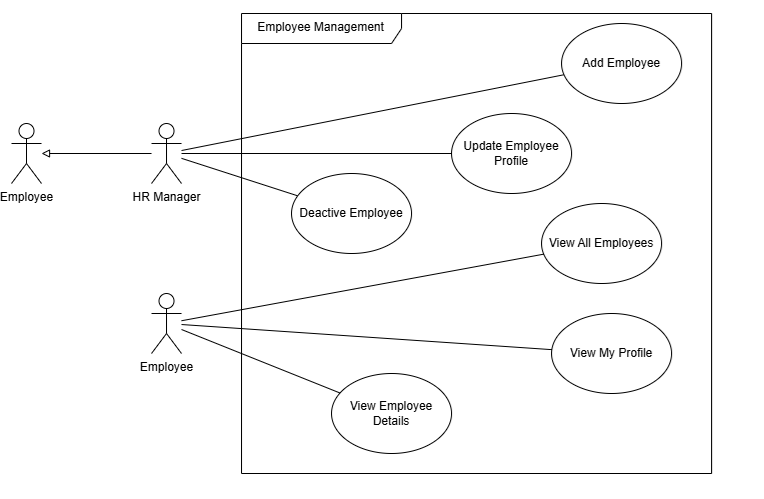 Employee Management
Add Employee
Update Employee
Profile
Employee
HR Manager
Deactive Employee
View All Employees
View My Profile
Employee
View Employee
Details